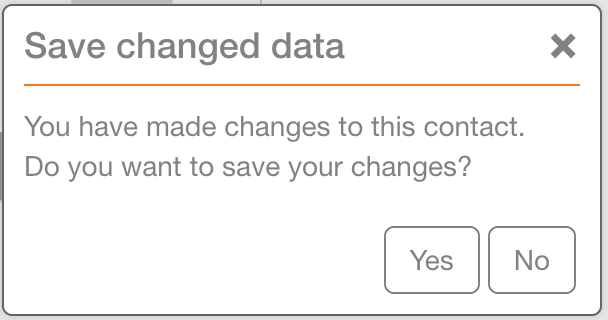 Save changed data
You have made changes to this contact.
Do you want to save your changes?
Yes No